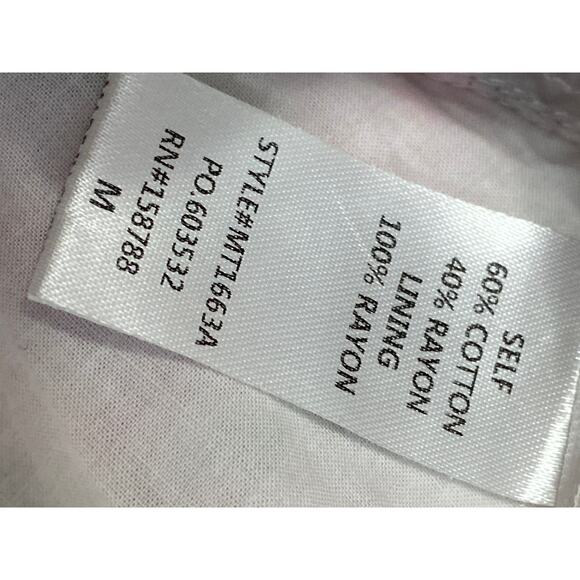 SELF
60% COTTON
40% RAYON
LINING
100% RAYON
STYLE#MT1663A
PO.603532
RN#158788
M